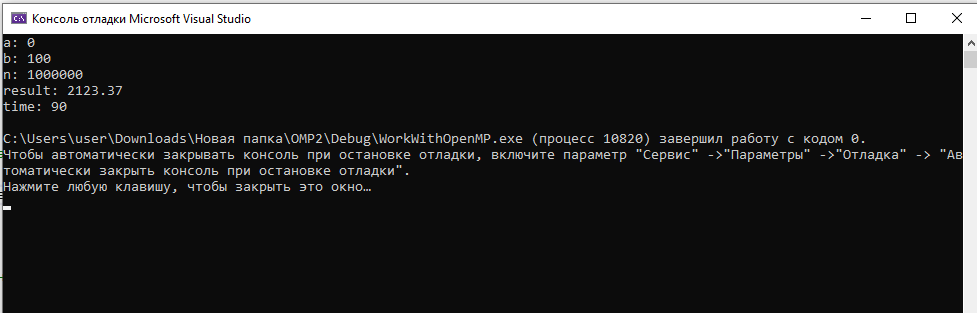 Консоль отладки Microsoft Visual Studio
a: 0
b: 100
n: 1000000
result: 2123.37
time: 90
C:\Users\user\Downloads\Новая папка\OMP2\Debug\WorkWithOpenMP.exe (процесс 10820) завершил работу с кодом 0.
Чтобы автоматически закрывать консоль при остановке отладки, включите параметр "Сервис" ->"Параметры" ->"Отладка" -> "Ав
томатически закрыть консоль при остановке отладки".
Нажмите любую клавишу, чтобы закрыть это окно…